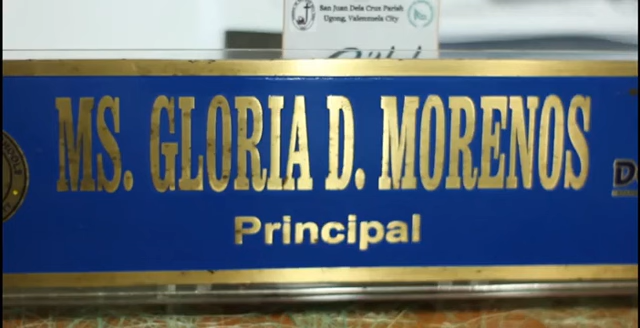 San Juan Dela Cruz Parish
Ugong, Valenzuela City
MS. GLORIA D. MORENOS
Principal